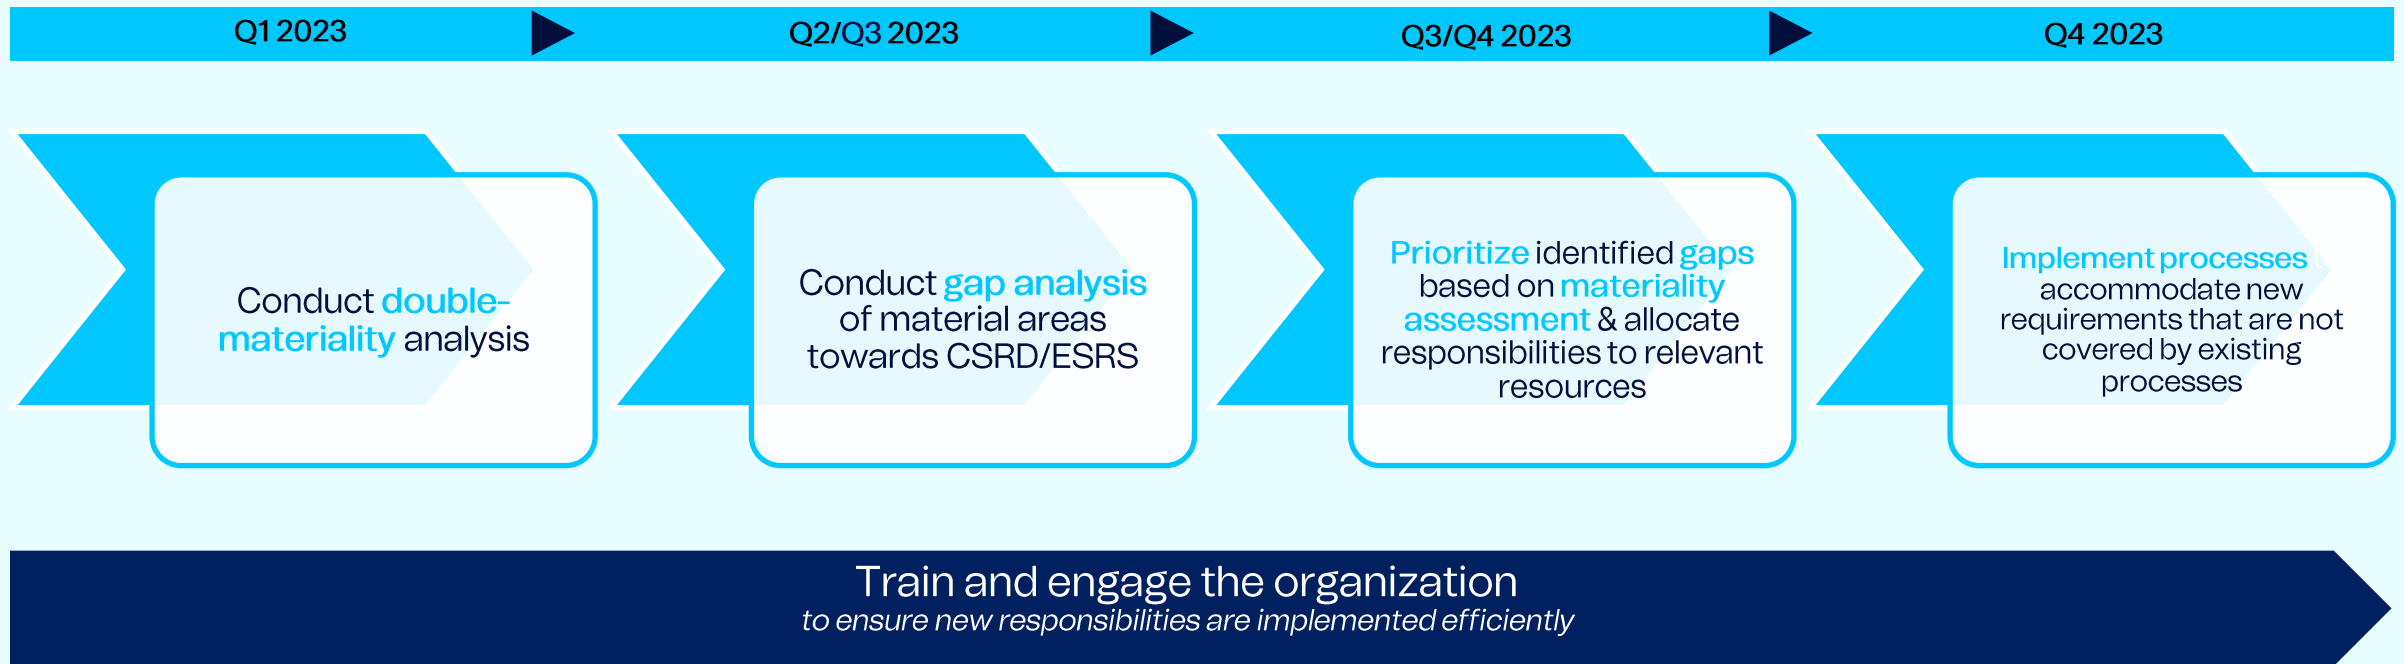 Q1 2023
Q2/Q3 2023
Q3/Q4 2023
Q4 2023
Conduct double-
materiality analysis
Conduct gap analysis
of material areas
towards CSRD/ESRS
Prioritize identified gaps
based on materiality
assessment & allocate
responsibilities to relevant
resources
Implement processes
accommodate new
requirements that are not
covered by existing
processes
Train and engage the organization
to ensure new responsibilities are implemented efficiently